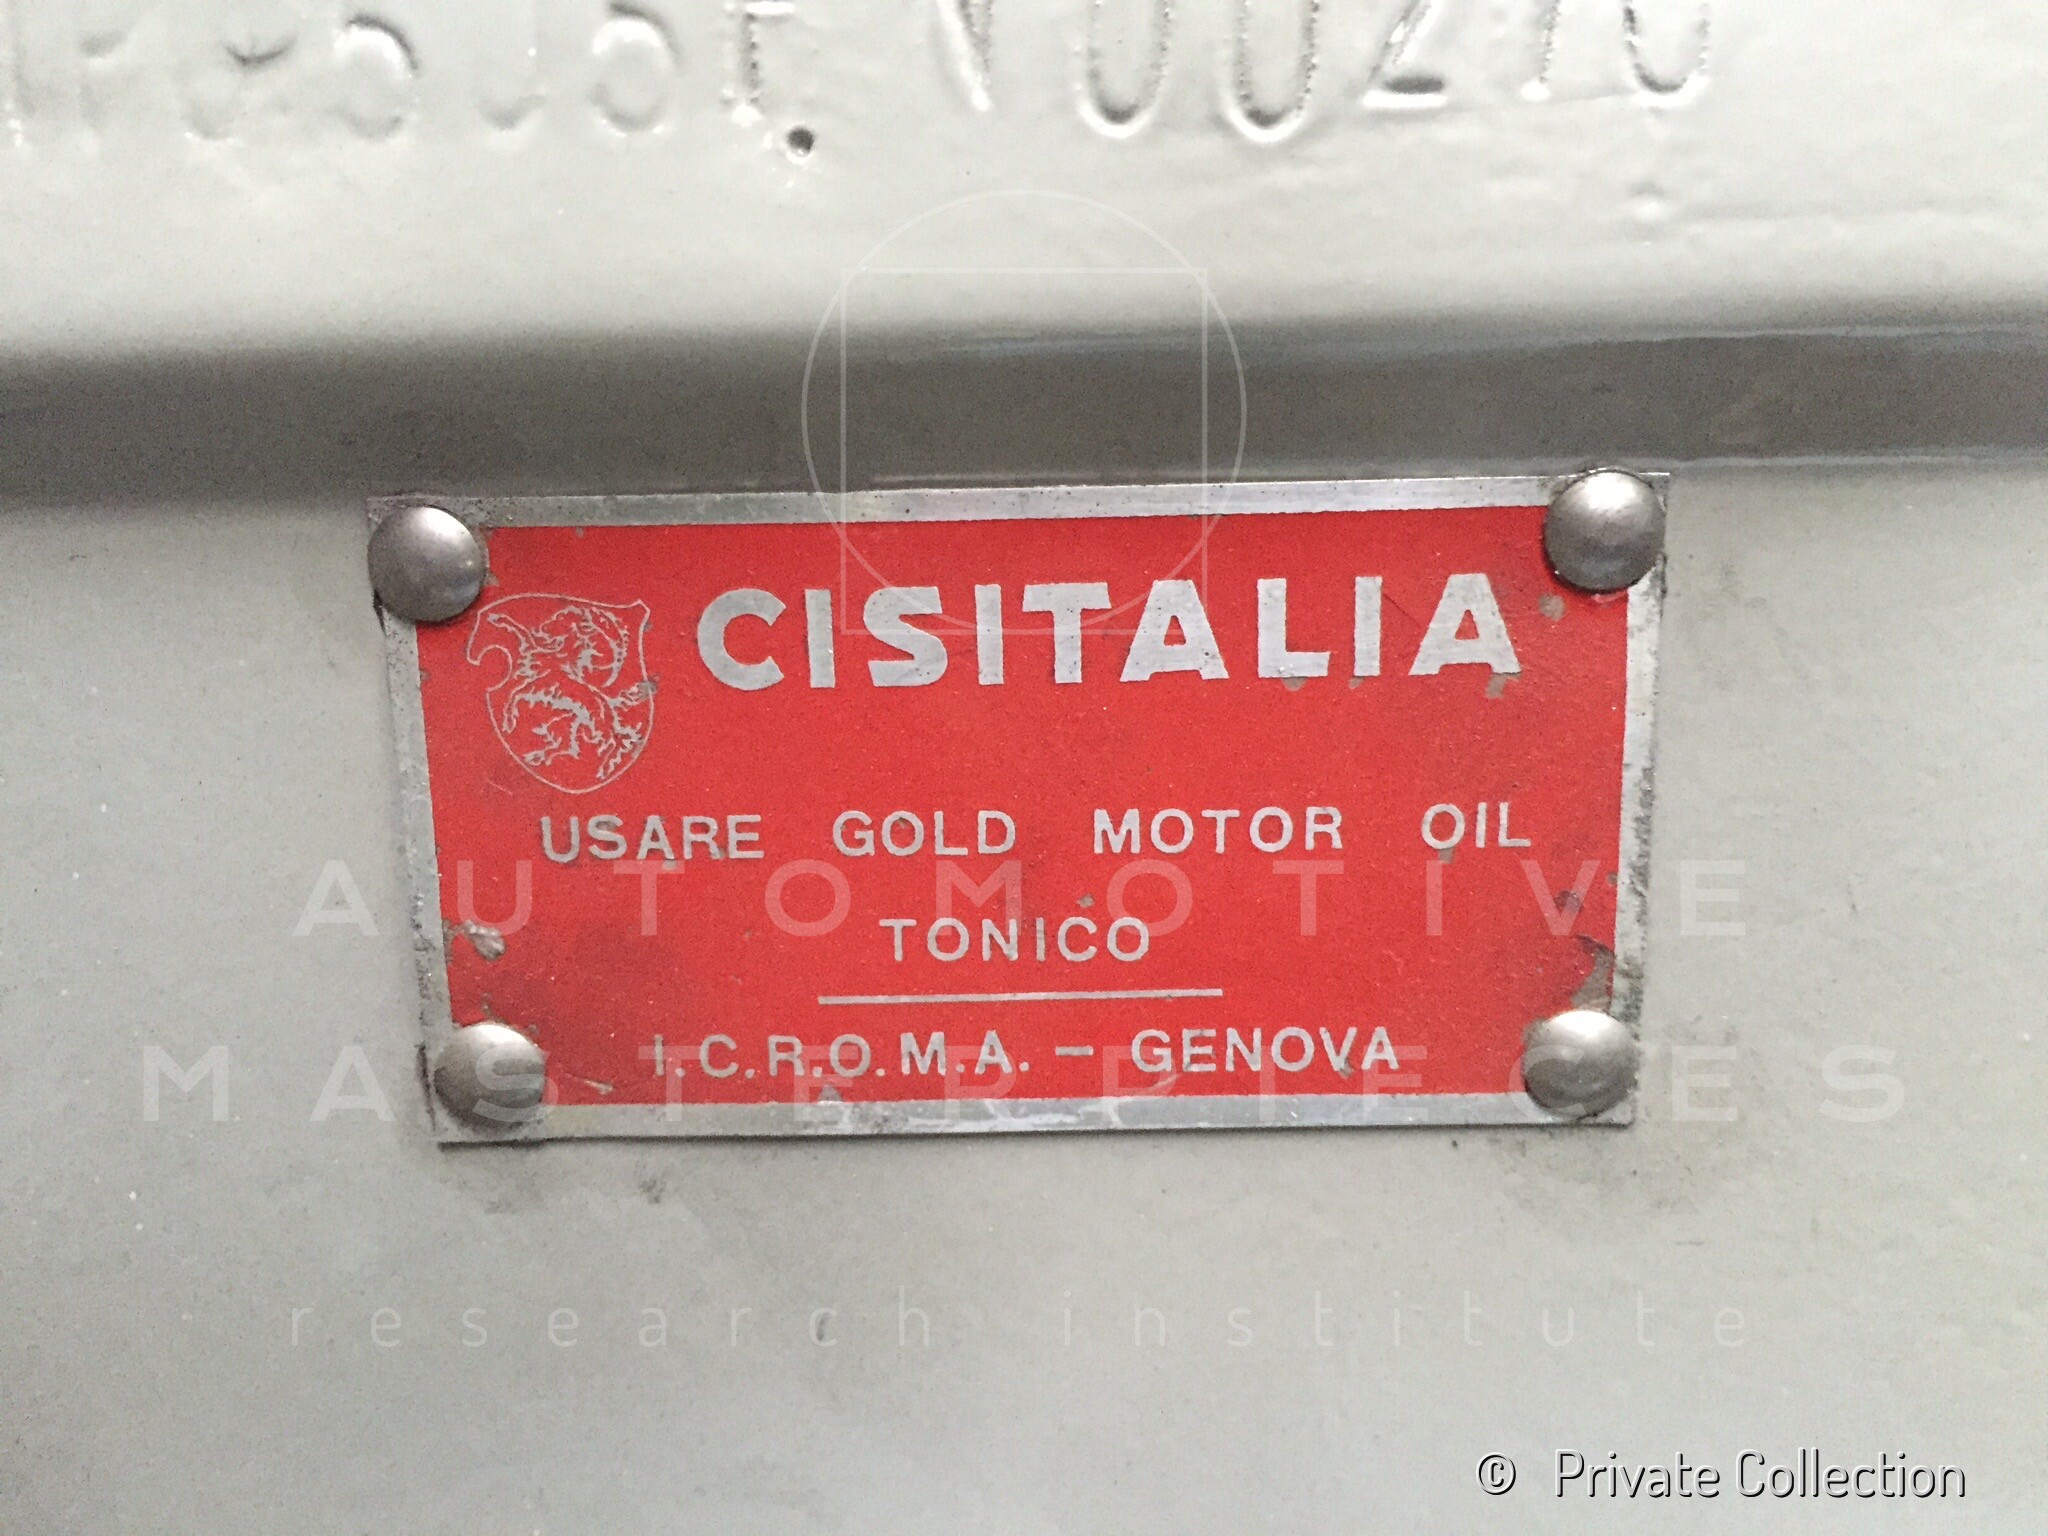 CISITALIA
USARE GOLD MOTOR OIL
TONICO
I.C.R.O.M.A. – GENOVA
AUTOMOTIVE
MASTERPIECES
research institute
© Private Collection